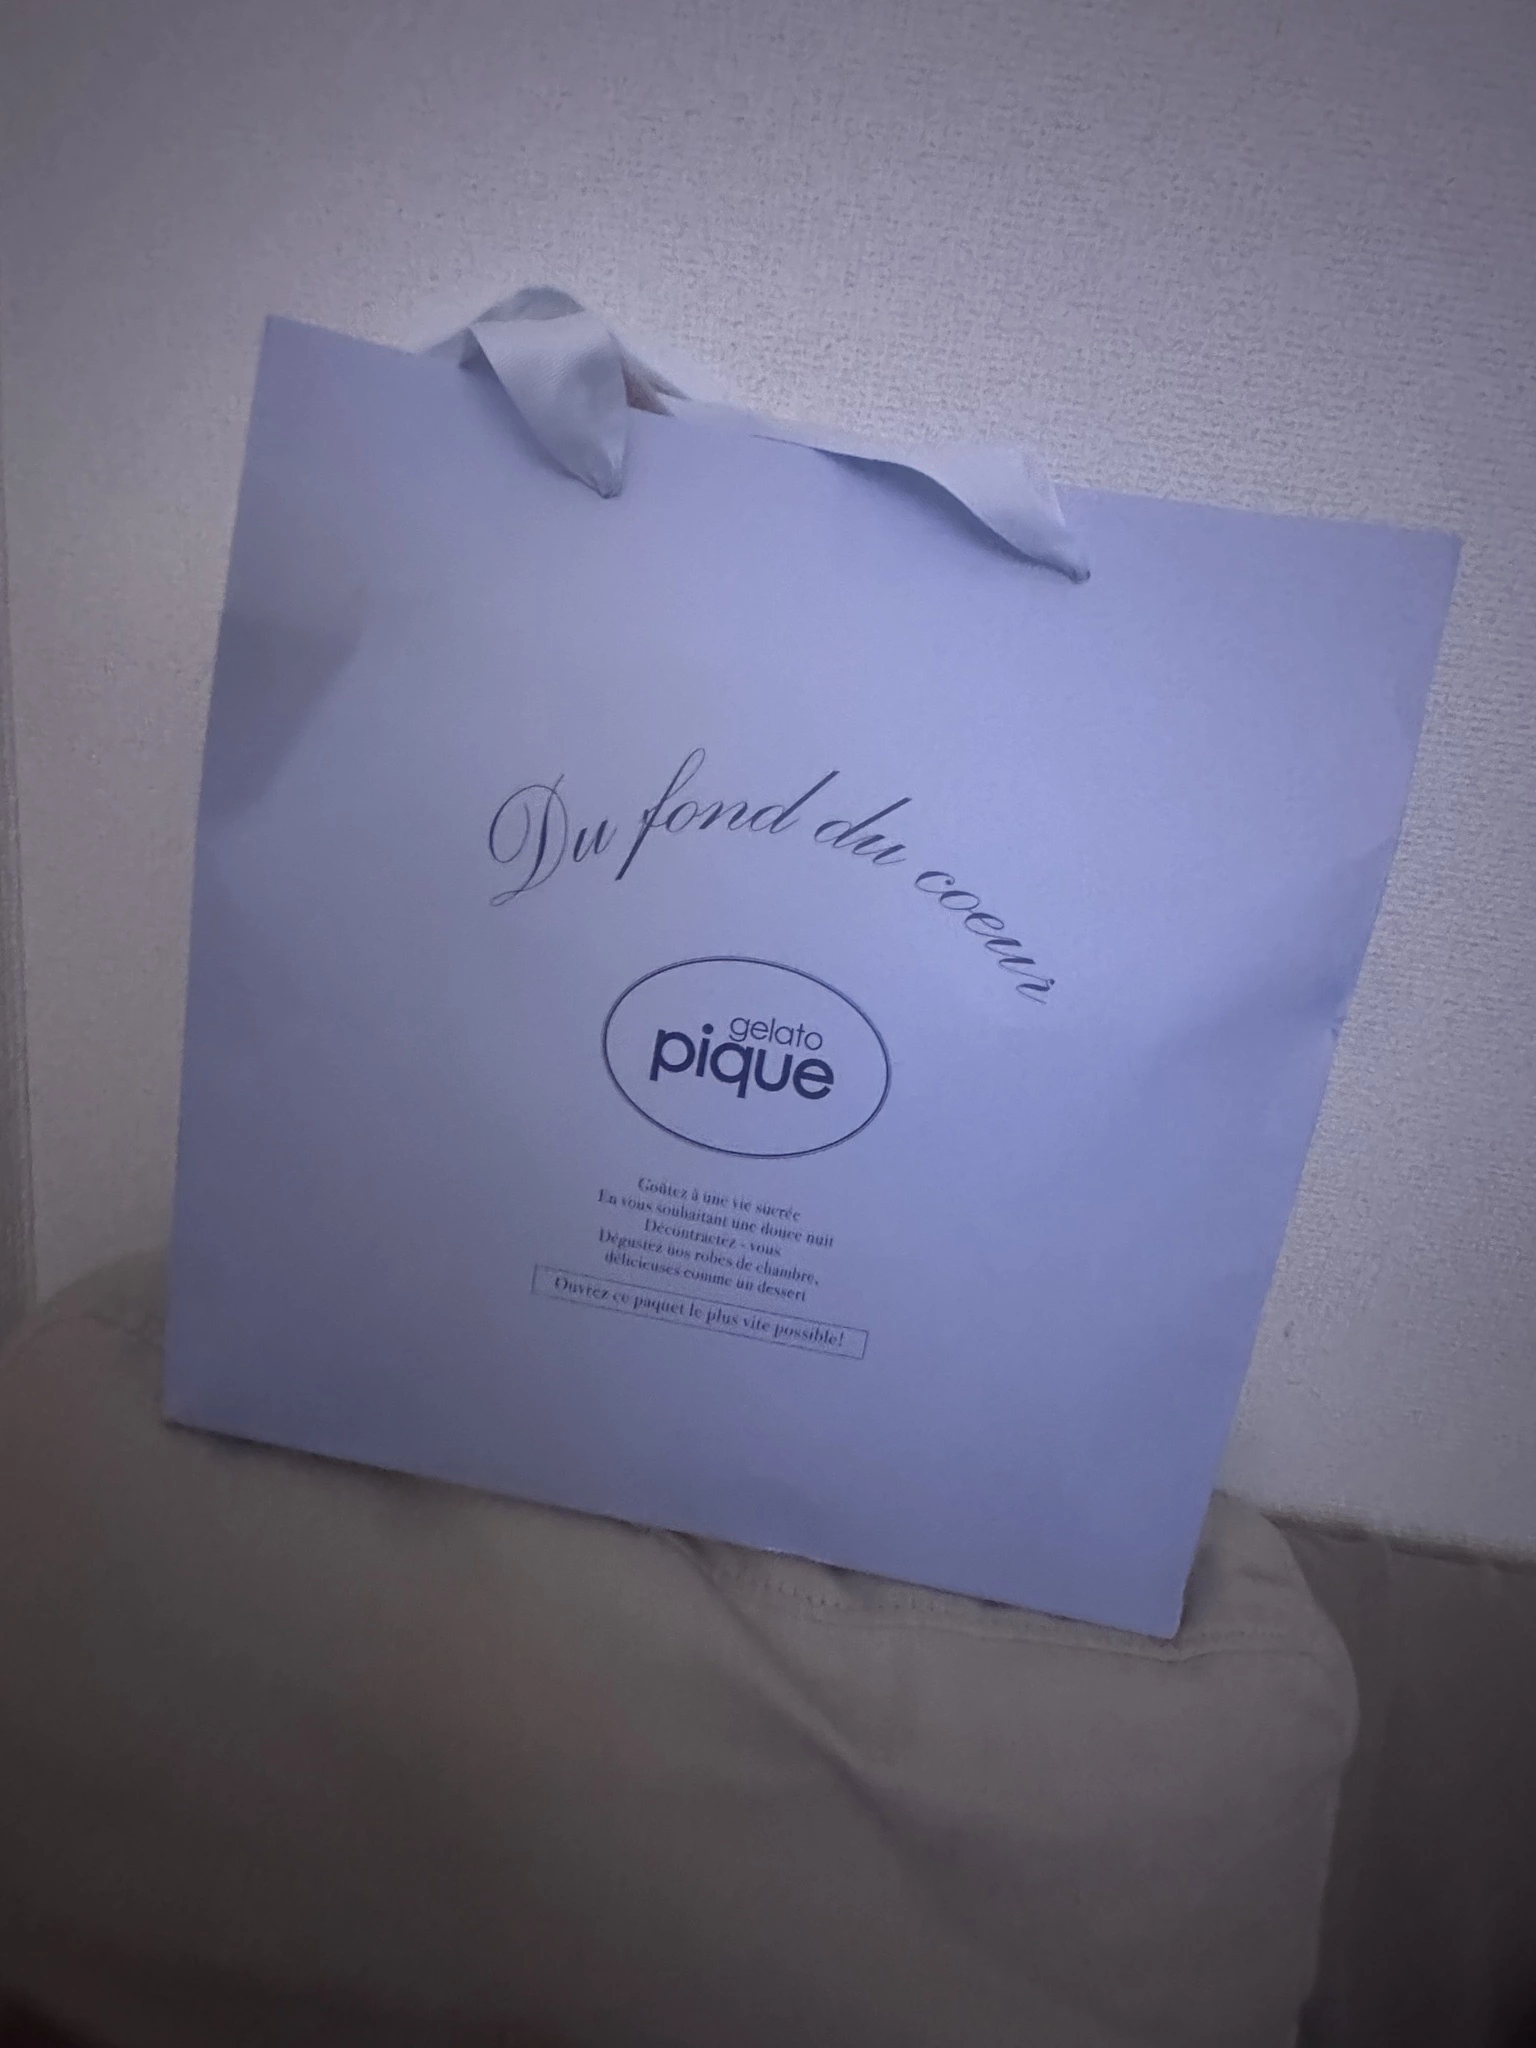 Du fond du coeur
gelato
pique
Goûtez à une vie sucrée
En vous souhaitant une douce nuit
Décontractez - vous
Dégustez nos robes de chambre,
délicieuses comme un dessert
Ouvrez ce paquet le plus vite possible!